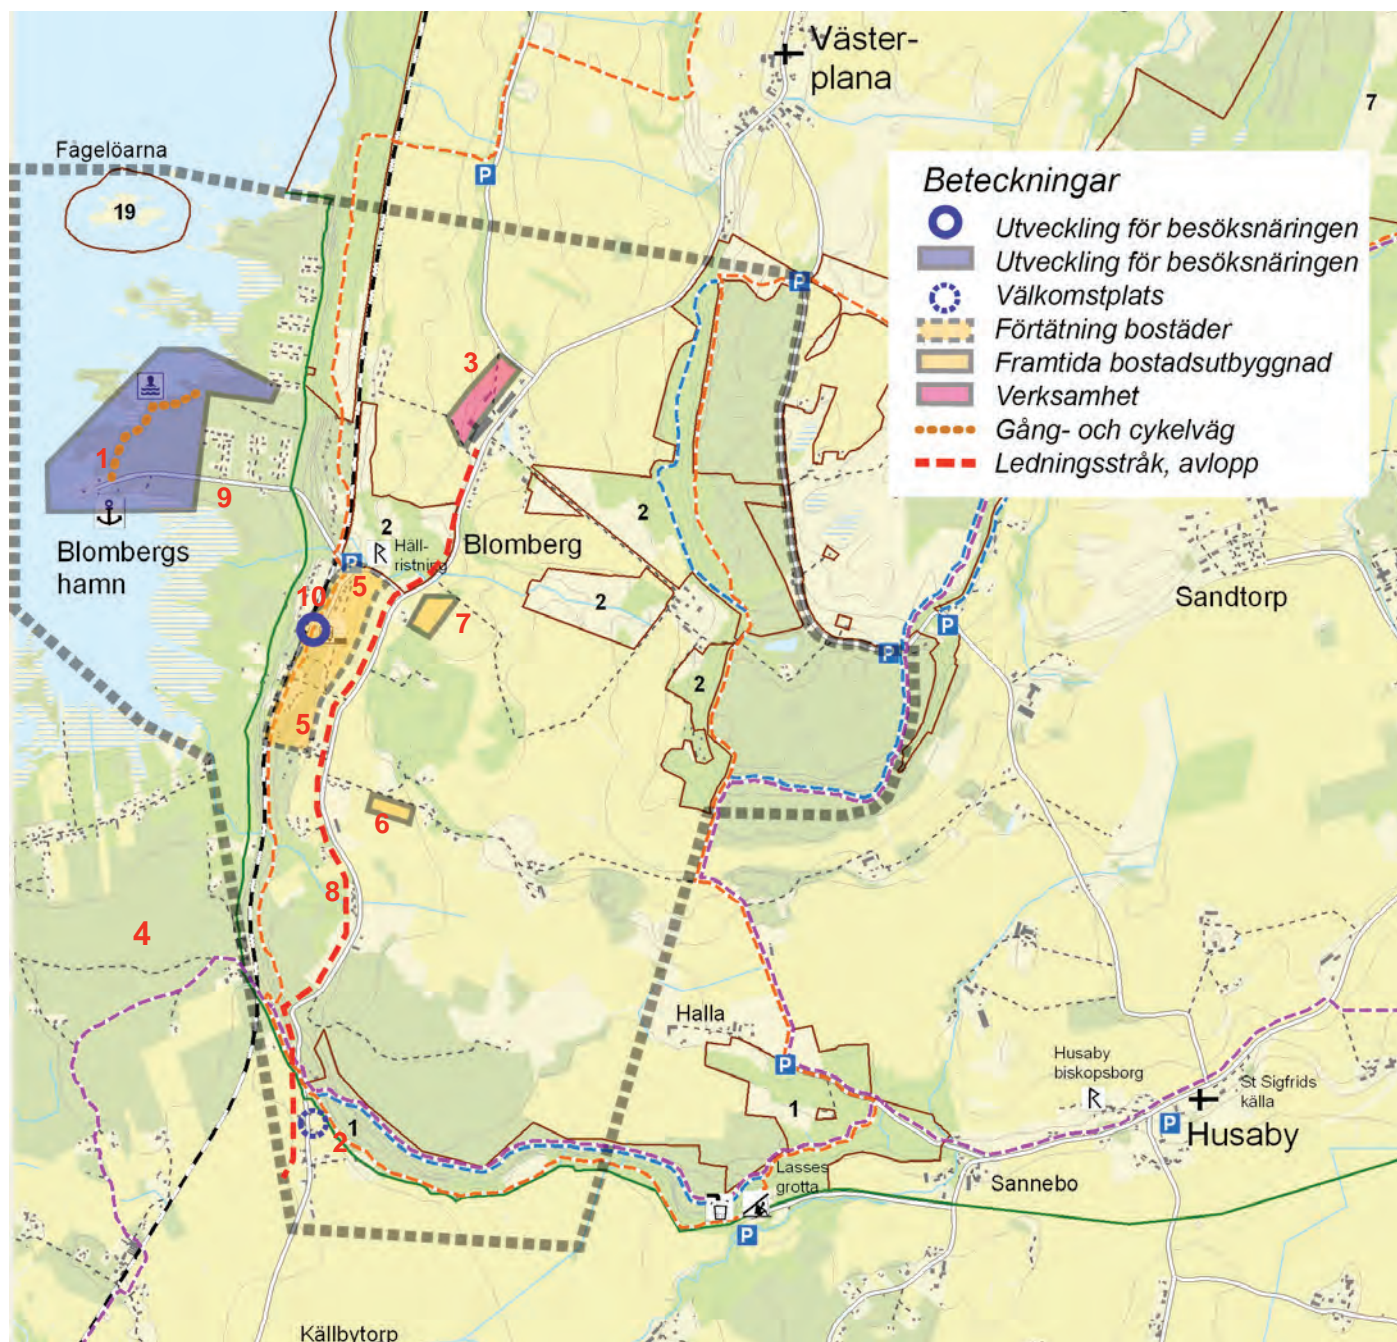 Väster-
plana
7
Fågelöarna
19
P
Beteckningar
Utveckling för besöksnäringen
Utveckling för besöksnäringen
Välkomstplats
Förtätning bostäder
Framtida bostadsutbyggnad
Verksamhet
Gång- och cykelväg
Ledningsstråk, avlopp
P
3
1
9
2
Häll-
ristning
R
Blomberg
2
Blombergs
hamn
P
5
10
2
7
Sandtorp
P
P
2
5
6
8
4
Halla
P
Husaby
biskopsborg
R
St Sigfrids
källa
P
Husaby
1
2
1
Lasses
grotta
Sannebo
P
Källbytorp